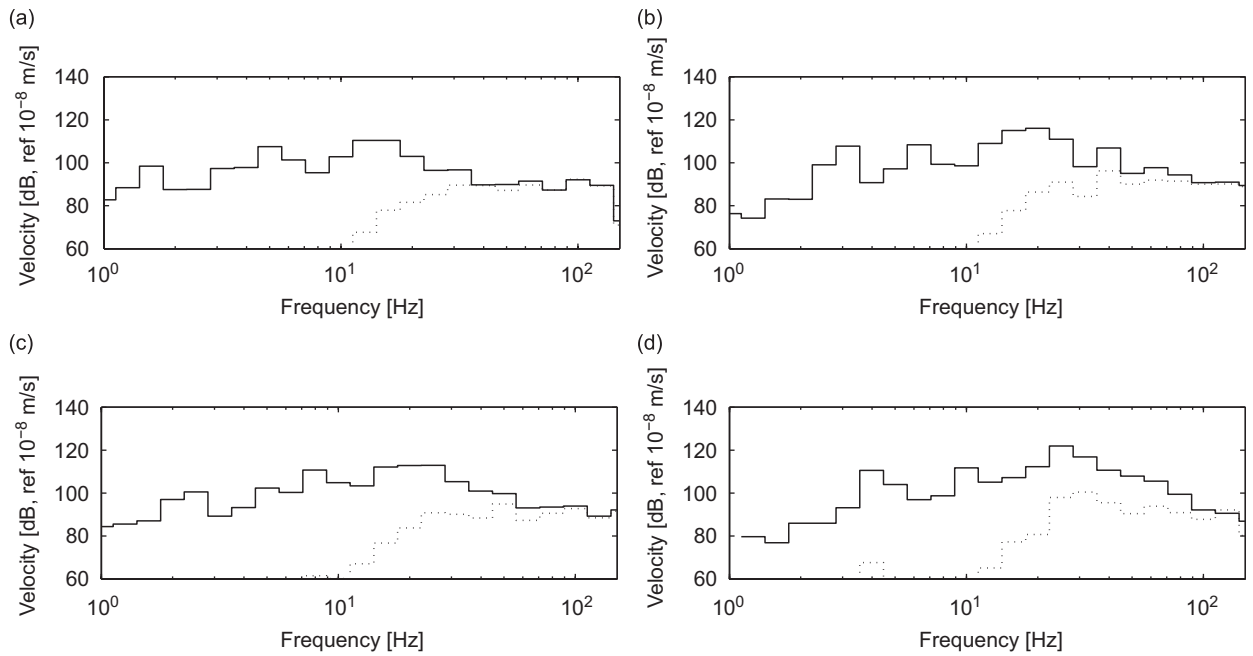 (a)
Velocity [dB, ref 10⁻⁸ m/s]
140
120
100
80
60
10⁰
10¹
10²
Frequency [Hz]
(b)
Velocity [dB, ref 10⁻⁸ m/s]
140
120
100
80
60
10⁰
10¹
10²
Frequency [Hz]
(c)
Velocity [dB, ref 10⁻⁸ m/s]
140
120
100
80
60
10⁰
10¹
10²
Frequency [Hz]
(d)
Velocity [dB, ref 10⁻⁸ m/s]
140
120
100
80
60
10⁰
10¹
10²
Frequency [Hz]